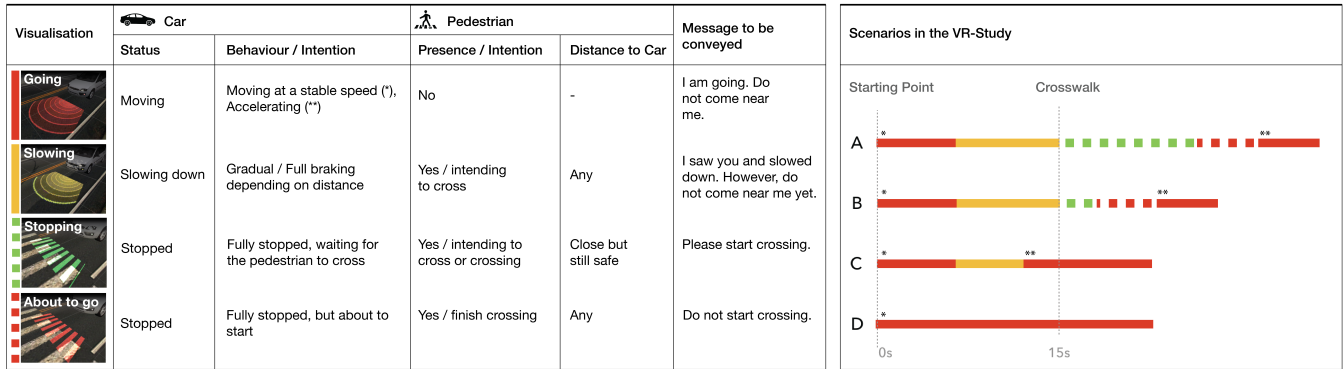 Visualisation
Car
Pedestrian
Message to be
conveyed
Status
Behaviour / Intention
Presence / Intention
Distance to Car
Going
Moving
Moving at a stable speed (*),
Accelerating (**)
No
-
I am going. Do
not come near
me.
Slowing
Slowing down
Gradual / Full braking
depending on distance
Yes / intending
to cross
Any
I saw you and slowed
down. However, do
not come near me yet.
Stopping
Stopped
Fully stopped, waiting for
the pedestrian to cross
Yes / intending to
cross or crossing
Close but
still safe
Please start crossing.
About to go
Stopped
Fully stopped, but about to
start
Yes / finish crossing
Any
Do not start crossing.
Scenarios in the VR-Study
Starting Point
Crosswalk
A
*
**
B
*
**
C
*
**
D
*
0s
15s